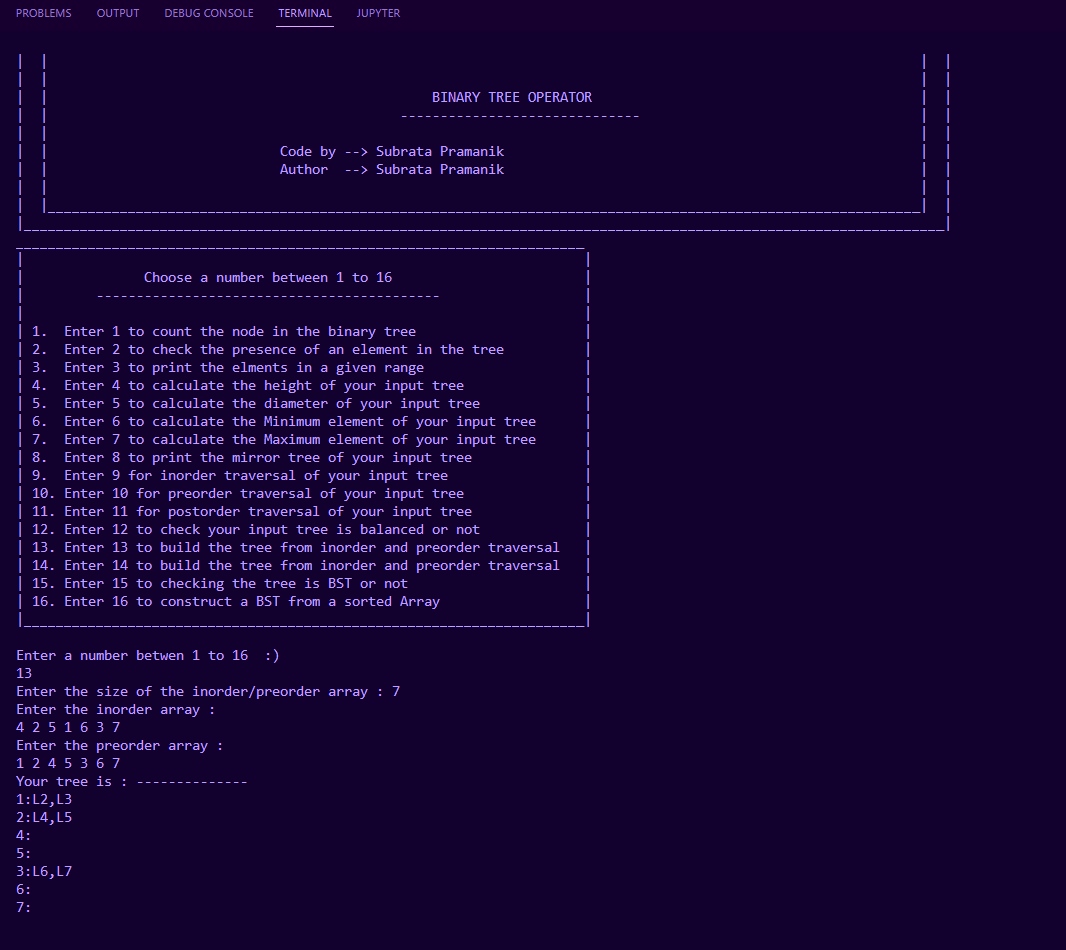 PROBLEMS OUTPUT DEBUG CONSOLE TERMINAL JUPYTER
BINARY TREE OPERATOR
------------------------------
Code by --> Subrata Pramanik
Author --> Subrata Pramanik
Choose a number between 1 to 16
-------------------------------------------
1. Enter 1 to count the node in the binary tree
2. Enter 2 to check the presence of an element in the tree
3. Enter 3 to print the elments in a given range
4. Enter 4 to calculate the height of your input tree
5. Enter 5 to calculate the diameter of your input tree
6. Enter 6 to calculate the Minimum element of your input tree
7. Enter 7 to calculate the Maximum element of your input tree
8. Enter 8 to print the mirror tree of your input tree
9. Enter 9 for inorder traversal of your input tree
10. Enter 10 for preorder traversal of your input tree
11. Enter 11 for postorder traversal of your input tree
12. Enter 12 to check your input tree is balanced or not
13. Enter 13 to build the tree from inorder and preorder traversal
14. Enter 14 to build the tree from inorder and preorder traversal
15. Enter 15 to checking the tree is BST or not
16. Enter 16 to construct a BST from a sorted Array
Enter a number betwen 1 to 16 :)
13
Enter the size of the inorder/preorder array : 7
Enter the inorder array :
4 2 5 1 6 3 7
Enter the preorder array :
1 2 4 5 3 6 7
Your tree is : --------------
1:L2,L3
2:L4,L5
4:
5:
3:L6,L7
6:
7: